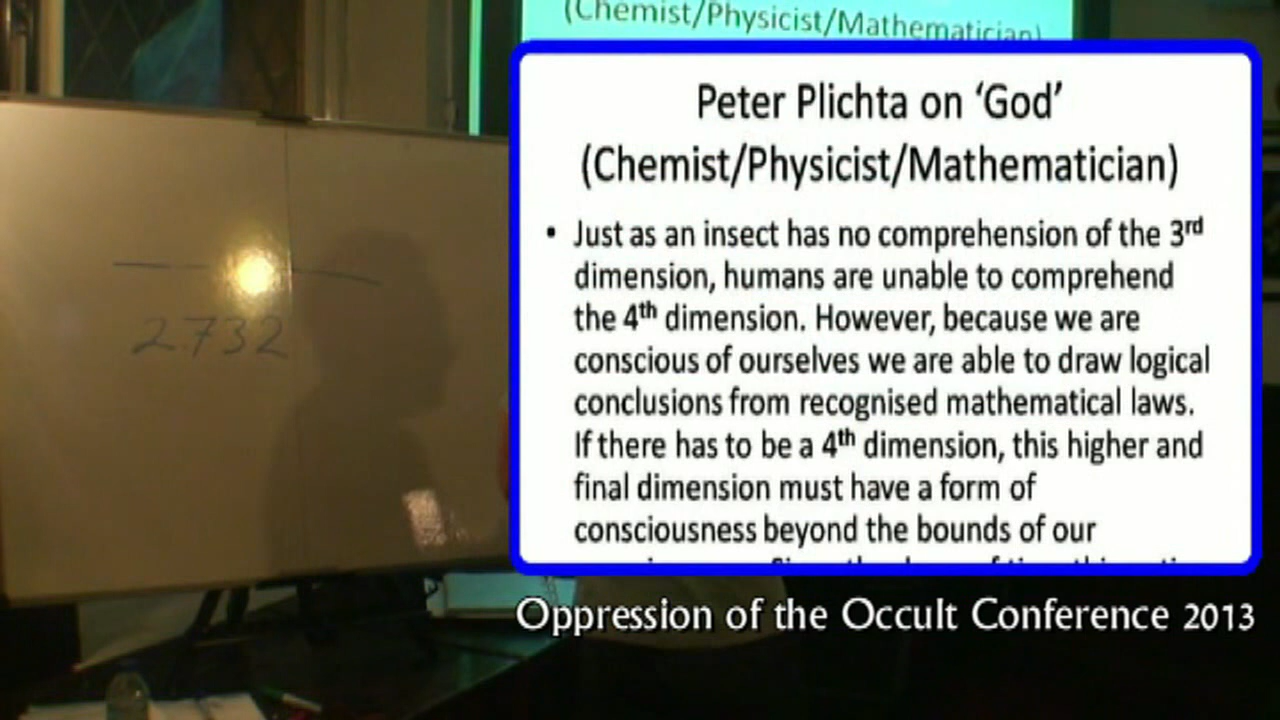 (Chemist/Physicist/Mathematician)
Peter Plichta on ‘God’
(Chemist/Physicist/Mathematician)
• Just as an insect has no comprehension of the 3rd
dimension, humans are unable to comprehend
the 4th dimension. However, because we are
conscious of ourselves we are able to draw logical
conclusions from recognised mathematical laws.
If there has to be a 4th dimension, this higher and
final dimension must have a form of
consciousness beyond the bounds of our
2732
Oppression of the Occult Conference 2013